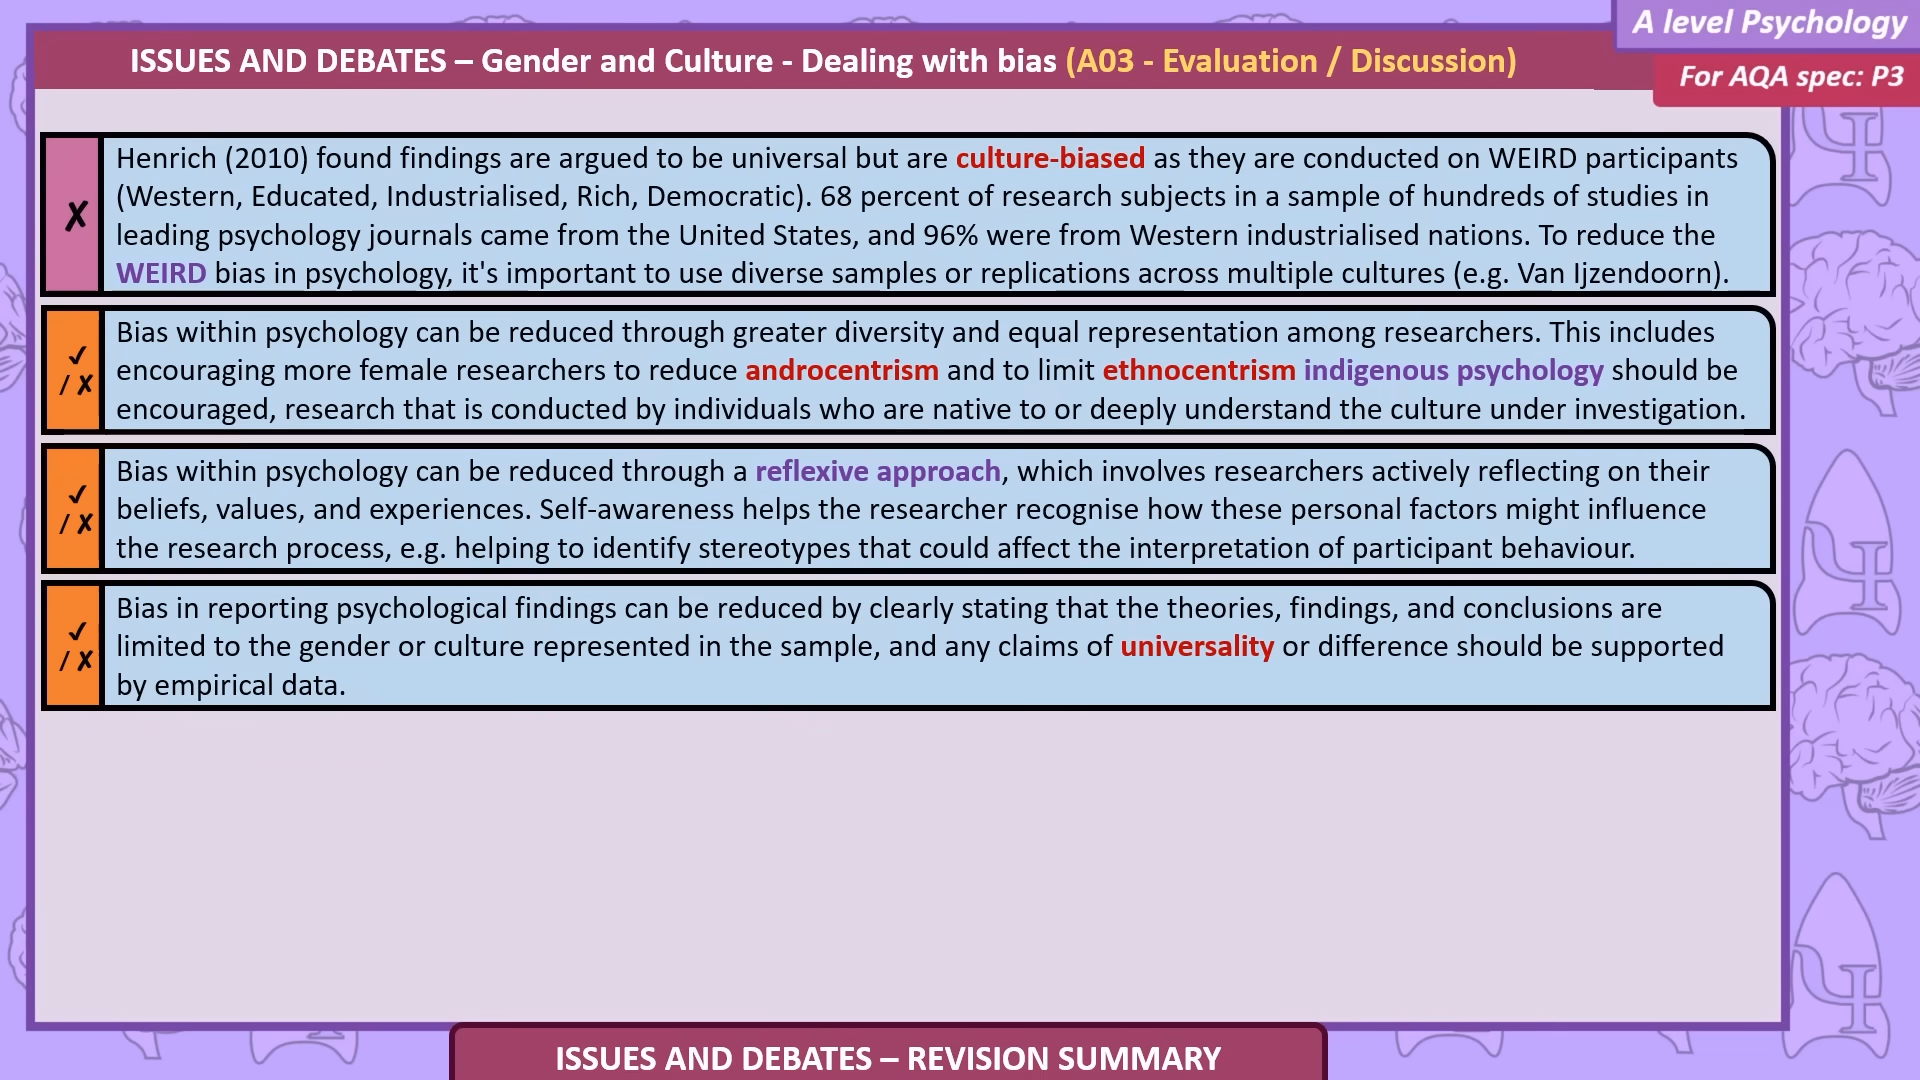 A level Psychology
ISSUES AND DEBATES – Gender and Culture - Dealing with bias (A03 - Evaluation / Discussion)
For AQA spec: P3
✗
Henrich (2010) found findings are argued to be universal but are culture-biased as they are conducted on WEIRD participants
(Western, Educated, Industrialised, Rich, Democratic). 68 percent of research subjects in a sample of hundreds of studies in
leading psychology journals came from the United States, and 96% were from Western industrialised nations. To reduce the
WEIRD bias in psychology, it's important to use diverse samples or replications across multiple cultures (e.g. Van Ijzendoorn).
✓
/ ✗
Bias within psychology can be reduced through greater diversity and equal representation among researchers. This includes
encouraging more female researchers to reduce androcentrism and to limit ethnocentrism indigenous psychology should be
encouraged, research that is conducted by individuals who are native to or deeply understand the culture under investigation.
✓
/ ✗
Bias within psychology can be reduced through a reflexive approach, which involves researchers actively reflecting on their
beliefs, values, and experiences. Self-awareness helps the researcher recognise how these personal factors might influence
the research process, e.g. helping to identify stereotypes that could affect the interpretation of participant behaviour.
✓
/ ✗
Bias in reporting psychological findings can be reduced by clearly stating that the theories, findings, and conclusions are
limited to the gender or culture represented in the sample, and any claims of universality or difference should be supported
by empirical data.
ISSUES AND DEBATES – REVISION SUMMARY